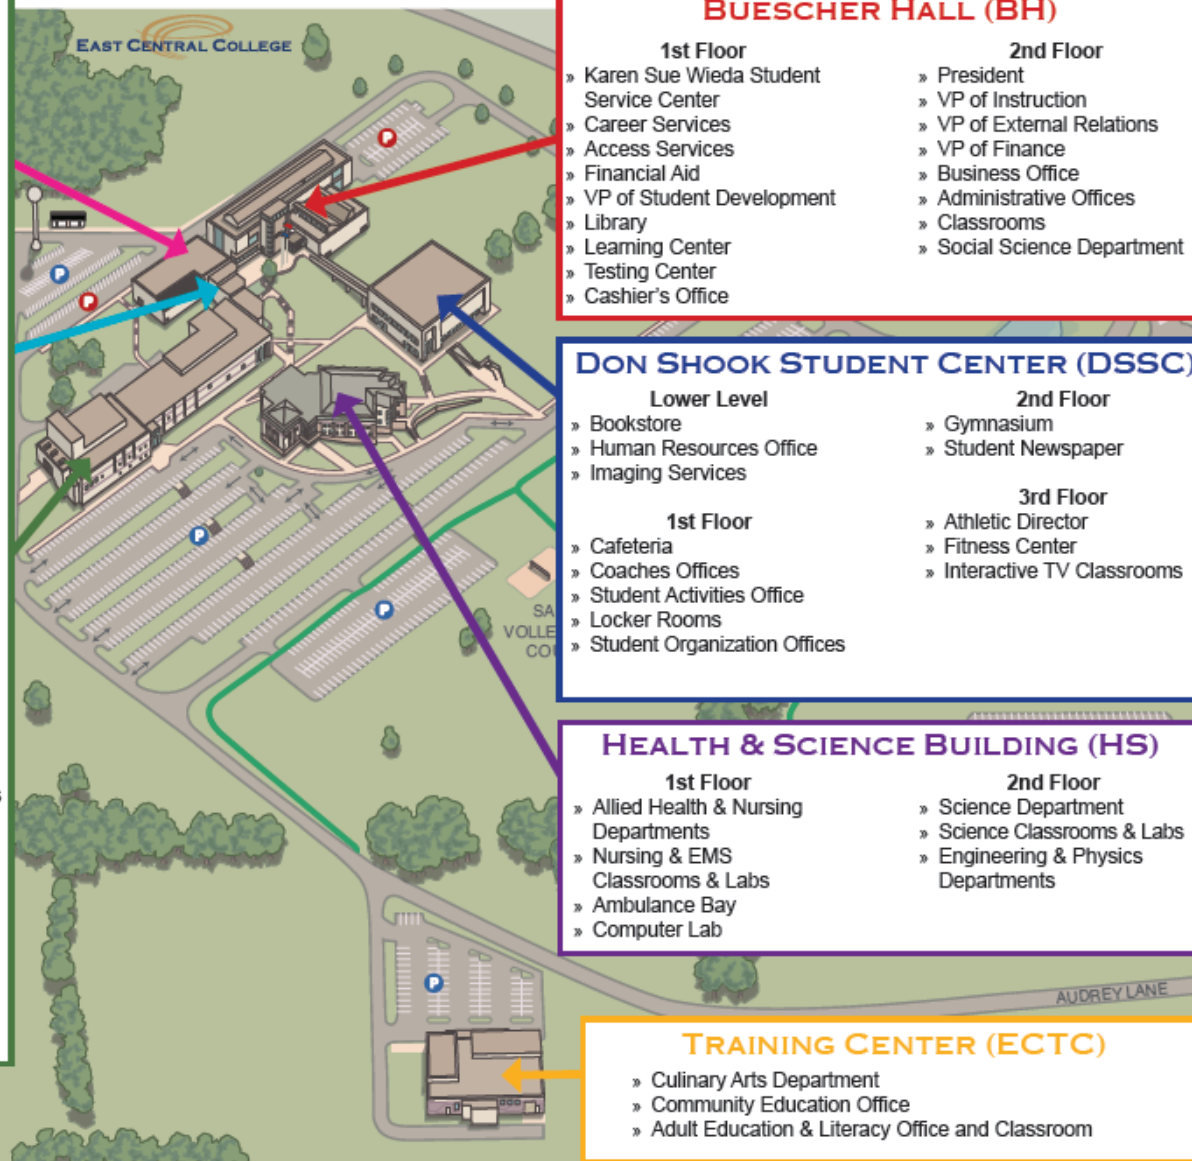 EAST CENTRAL COLLEGE
BUESCHER HALL (BH)
1st Floor
» Karen Sue Wieda Student
Service Center
» Career Services
» Access Services
» Financial Aid
» VP of Student Development
» Library
» Learning Center
» Testing Center
» Cashier's Office
2nd Floor
» President
» VP of Instruction
» VP of External Relations
» VP of Finance
» Business Office
» Administrative Offices
» Classrooms
» Social Science Department
DON SHOOK STUDENT CENTER (DSSC)
Lower Level
» Bookstore
» Human Resources Office
» Imaging Services
1st Floor
» Cafeteria
» Coaches Offices
» Student Activities Office
» Locker Rooms
» Student Organization Offices
2nd Floor
» Gymnasium
» Student Newspaper
3rd Floor
» Athletic Director
» Fitness Center
» Interactive TV Classrooms
HEALTH & SCIENCE BUILDING (HS)
1st Floor
» Allied Health & Nursing
Departments
» Nursing & EMS
Classrooms & Labs
» Ambulance Bay
» Computer Lab
2nd Floor
» Science Department
» Science Classrooms & Labs
» Engineering & Physics
Departments
AUDREY LANE
TRAINING CENTER (ECTC)
» Culinary Arts Department
» Community Education Office
» Adult Education & Literacy Office and Classroom
P
P
P
P
P
P